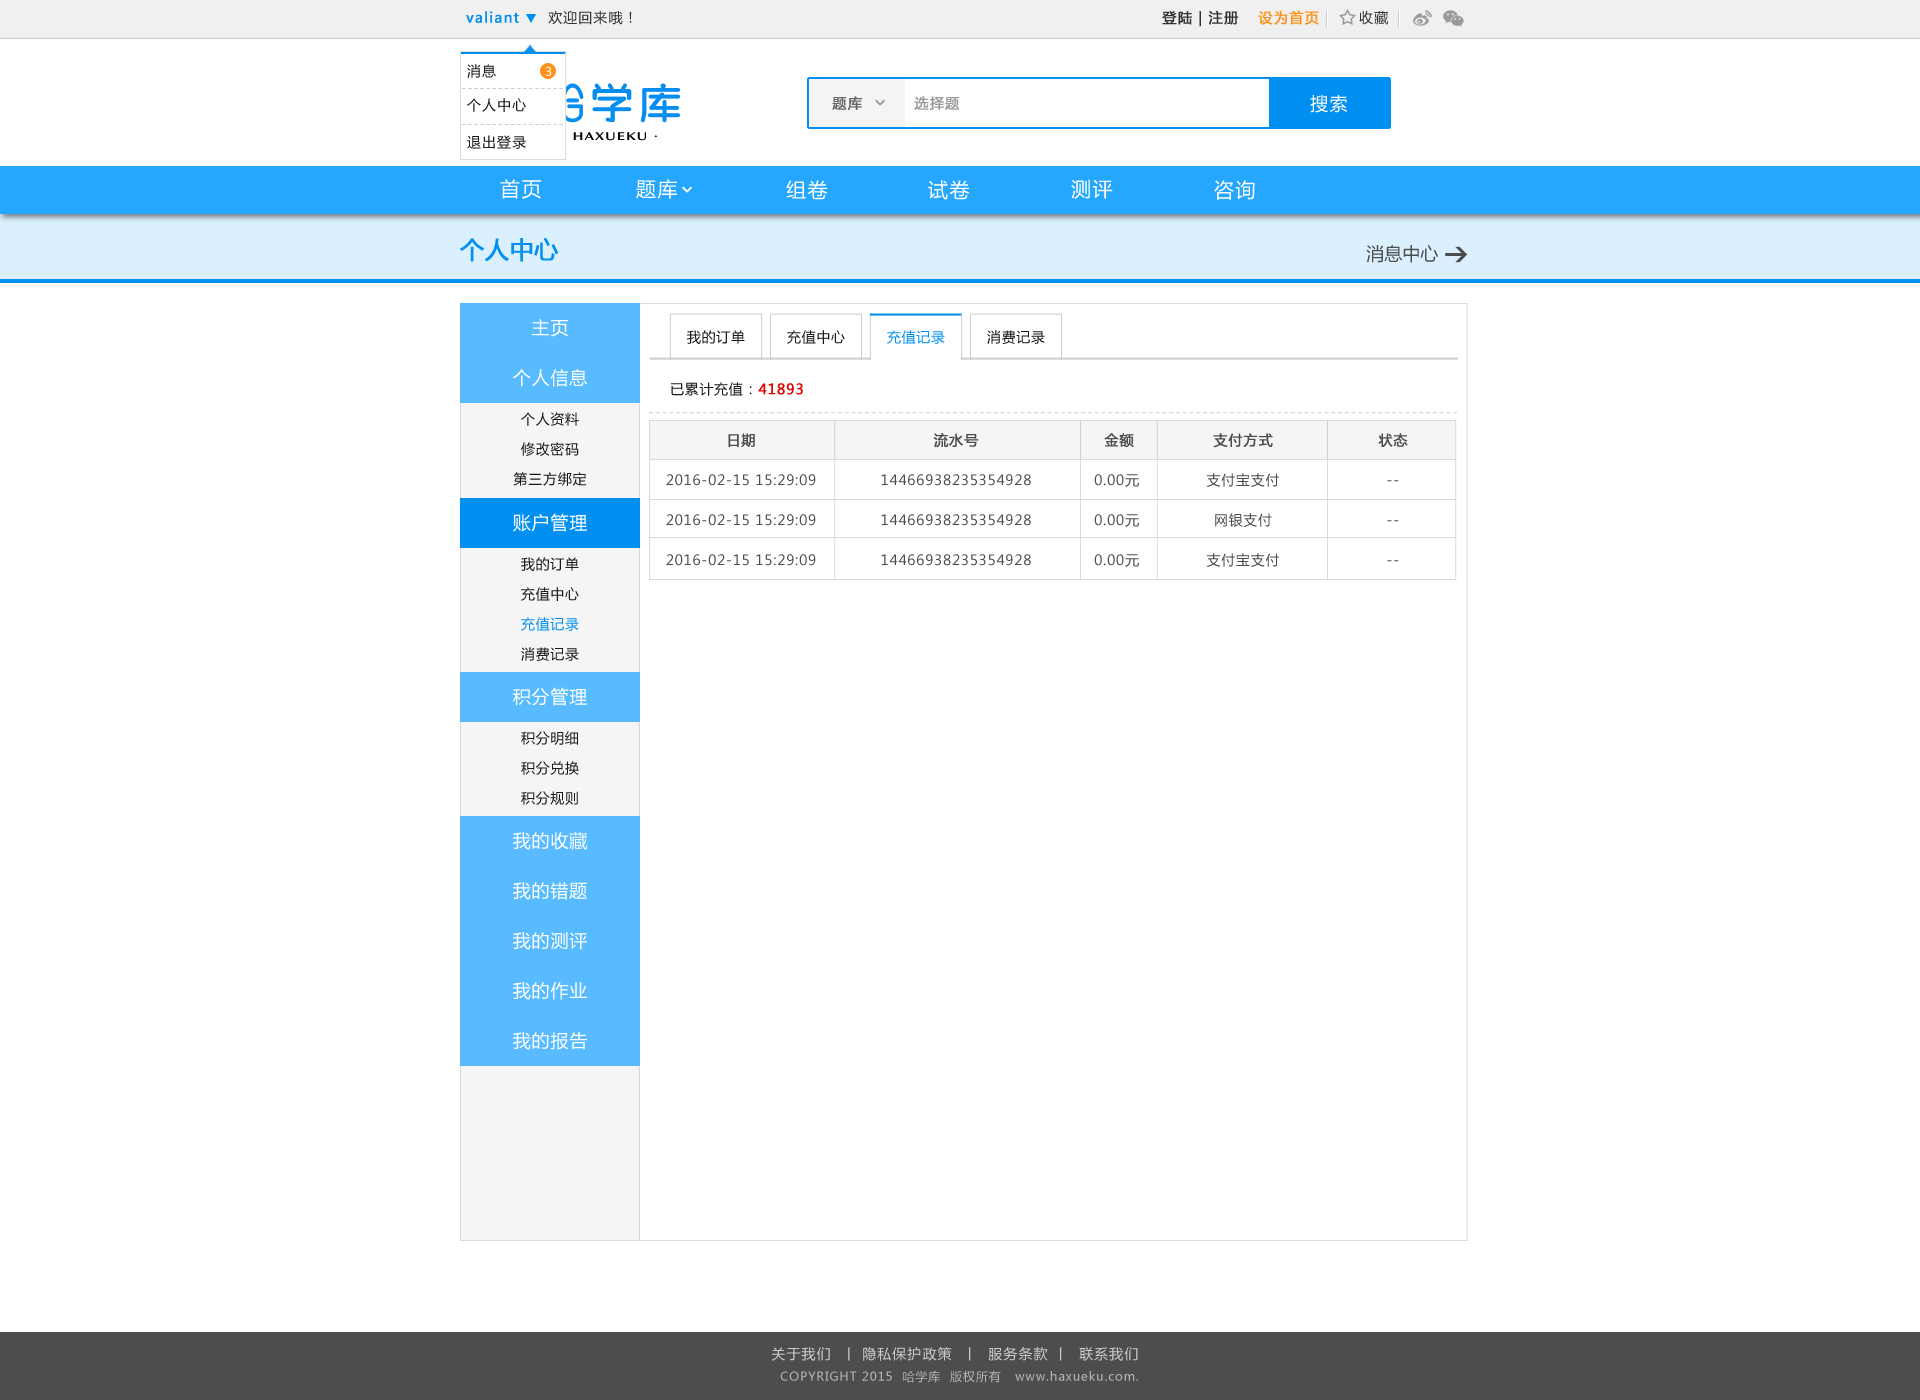 valiant ▼ 欢迎回来哦！ 登陆 | 注册 设为首页 收藏
消息 3
个人中心
退出登录
哈学库
HAXUEKU ·
题库 选择题 搜索
首页 题库 组卷 试卷 测评 咨询
个人中心 消息中心
主页
个人信息
个人资料
修改密码
第三方绑定
账户管理
我的订单
充值中心
充值记录
消费记录
积分管理
积分明细
积分兑换
积分规则
我的收藏
我的错题
我的测评
我的作业
我的报告
我的订单 充值中心 充值记录 消费记录
已累计充值：41893
日期 流水号 金额 支付方式 状态
2016-02-15 15:29:09 14466938235354928 0.00元 支付宝支付 --
2016-02-15 15:29:09 14466938235354928 0.00元 网银支付 --
2016-02-15 15:29:09 14466938235354928 0.00元 支付宝支付 --
关于我们 | 隐私保护政策 | 服务条款 | 联系我们
COPYRIGHT 2015 哈学库 版权所有 www.haxueku.com.